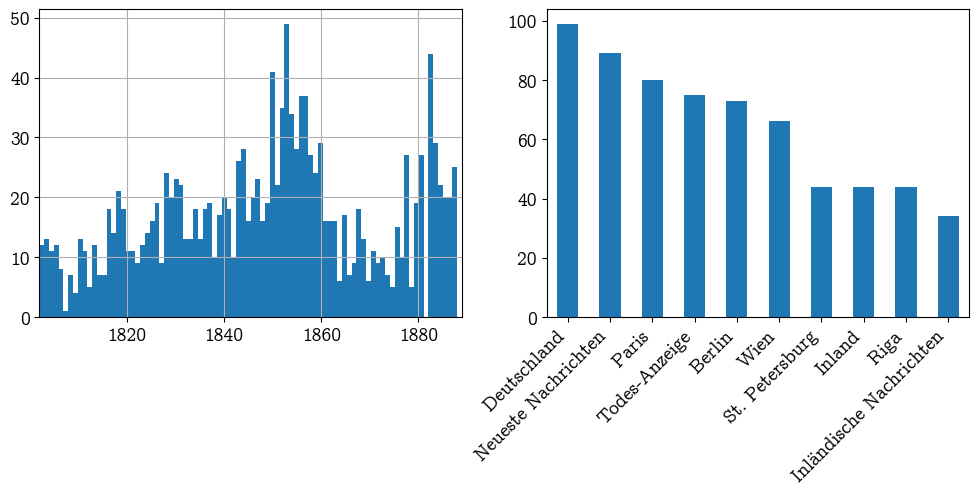 50
40
30
20
10
0
1820 1840 1860 1880
100
80
60
40
20
0
Deutschland
Neueste Nachrichten
Paris
Todes-Anzeige
Berlin
Wien
St. Petersburg
Inland
Riga
Inländische Nachrichten